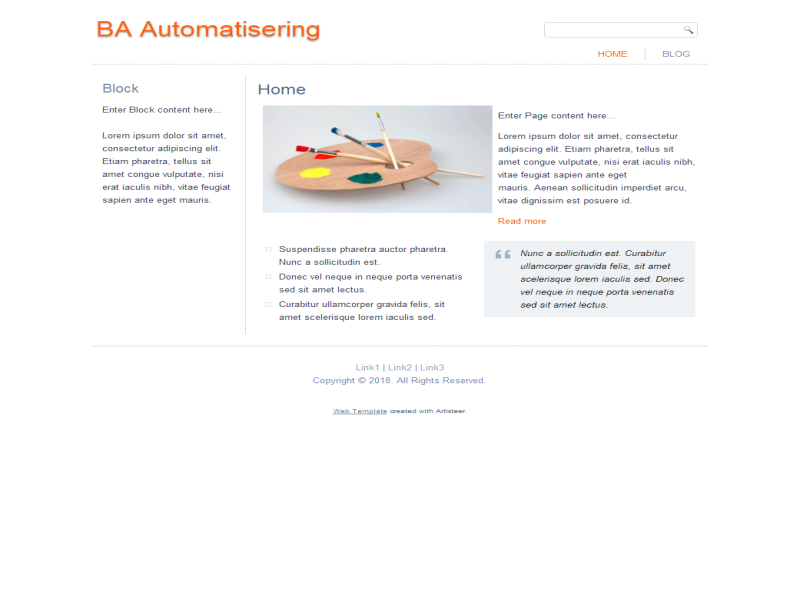 BA Automatisering
HOME
BLOG
Block
Enter Block content here...
Lorem ipsum dolor sit amet,
consectetur adipiscing elit.
Etiam pharetra, tellus sit
amet congue vulputate, nisi
erat iaculis nibh, vitae feugiat
sapien ante eget mauris.
Home
Enter Page content here...
Lorem ipsum dolor sit amet, consectetur
adipiscing elit. Etiam pharetra, tellus sit
amet congue vulputate, nisi erat iaculis nibh,
vitae feugiat sapien ante eget
mauris. Aenean sollicitudin imperdiet arcu,
vitae dignissim est posuere id.
Read more
Suspendisse pharetra auctor pharetra.
Nunc a sollicitudin est.
Donec vel neque in neque porta venenatis
sed sit amet lectus.
Curabitur ullamcorper gravida felis, sit
amet scelerisque lorem iaculis sed.
Nunc a sollicitudin est. Curabitur
ullamcorper gravida felis, sit amet
scelerisque lorem iaculis sed. Donec
vel neque in neque porta venenatis
sed sit amet lectus.
Link1 | Link2 | Link3
Copyright © 2018. All Rights Reserved.
Web Template created with Artisteer.